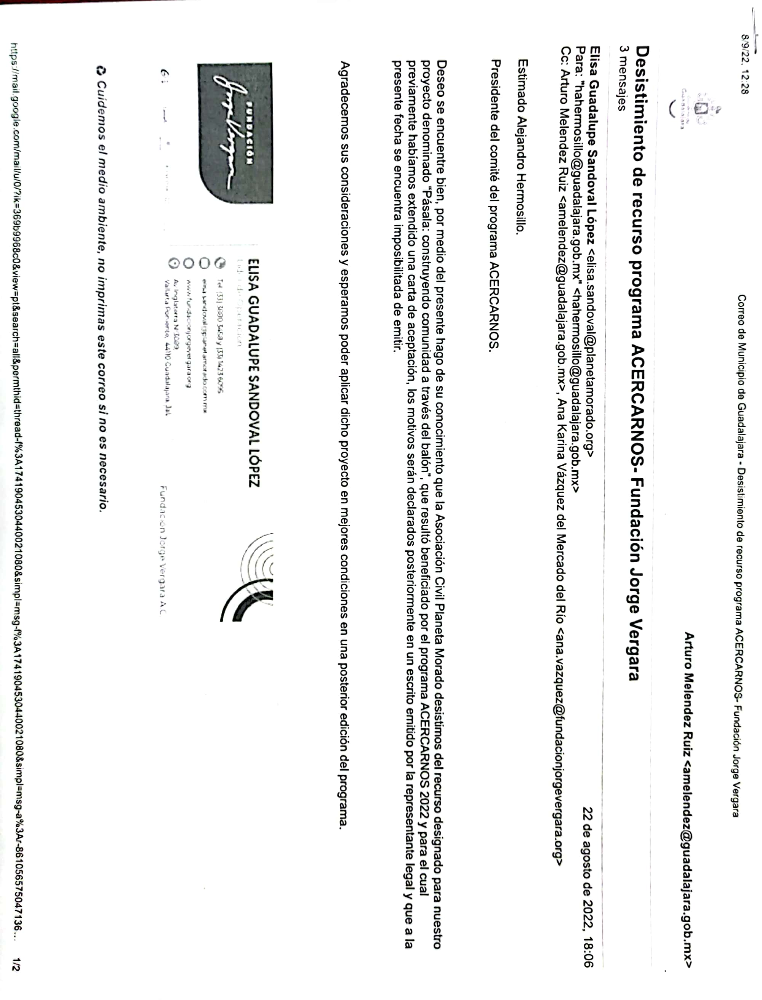 8/9/22, 12:28
Correo de Municipio de Guadalajara - Desistimiento de recurso programa ACERCARNOS- Fundación Jorge Vergara
Guadalajara
Arturo Melendez Ruiz <amelendez@guadalajara.gob.mx>
Desistimiento de recurso programa ACERCARNOS- Fundación Jorge Vergara
3 mensajes
Elisa Guadalupe Sandoval López <elisa.sandoval@planetamorado.org>
22 de agosto de 2022, 18:06
Para: "hahermosillo@guadalajara.gob.mx" <hahermosillo@guadalajara.gob.mx>
Cc: Arturo Melendez Ruiz <amelendez@guadalajara.gob.mx>, Ana Karina Vázquez del Mercado del Río <ana.vazquez@fundacionjorgevergara.org>
Estimado Alejandro Hermosillo.
Presidente del comité del programa ACERCARNOS.
Deseo se encuentre bien, por medio del presente hago de su conocimiento que la Asociación Civil Planeta Morado desistimos del recurso designado para nuestro
proyecto denominado “Pásala: construyendo comunidad a través del balón”, que resultó beneficiado por el programa ACERCARNOS 2022 y para el cual
previamente habíamos extendido una carta de aceptación, los motivos serán declarados posteriormente en un escrito emitido por la representante legal y que a la
presente fecha se encuentra imposibilitada de emitir.
Agradecemos sus consideraciones y esperamos poder aplicar dicho proyecto en mejores condiciones en una posterior edición del programa.
FUNDACIÓN
Jorge Vergara
ELISA GUADALUPE SANDOVAL LÓPEZ
Tel (33) y (33) 1423 6096
www.fundacionjorgevergara.org
Av. Inglaterra N°3089,
Vallarta Poniente, 44110 Guadalajara, Jal.
Fundación Jorge Vergara A.C.
Cuidemos el medio ambiente, no imprimas este correo si no es necesario.
https://mail.google.com/mail/u/0/?ik=369b9968c0&view=pt&search=all&permthid=thread-f%3A1741904530440021080&simpl=msg-f%3A1741904530440021080&simpl=msg-a%3Ar-8610565750471​36…
1/2